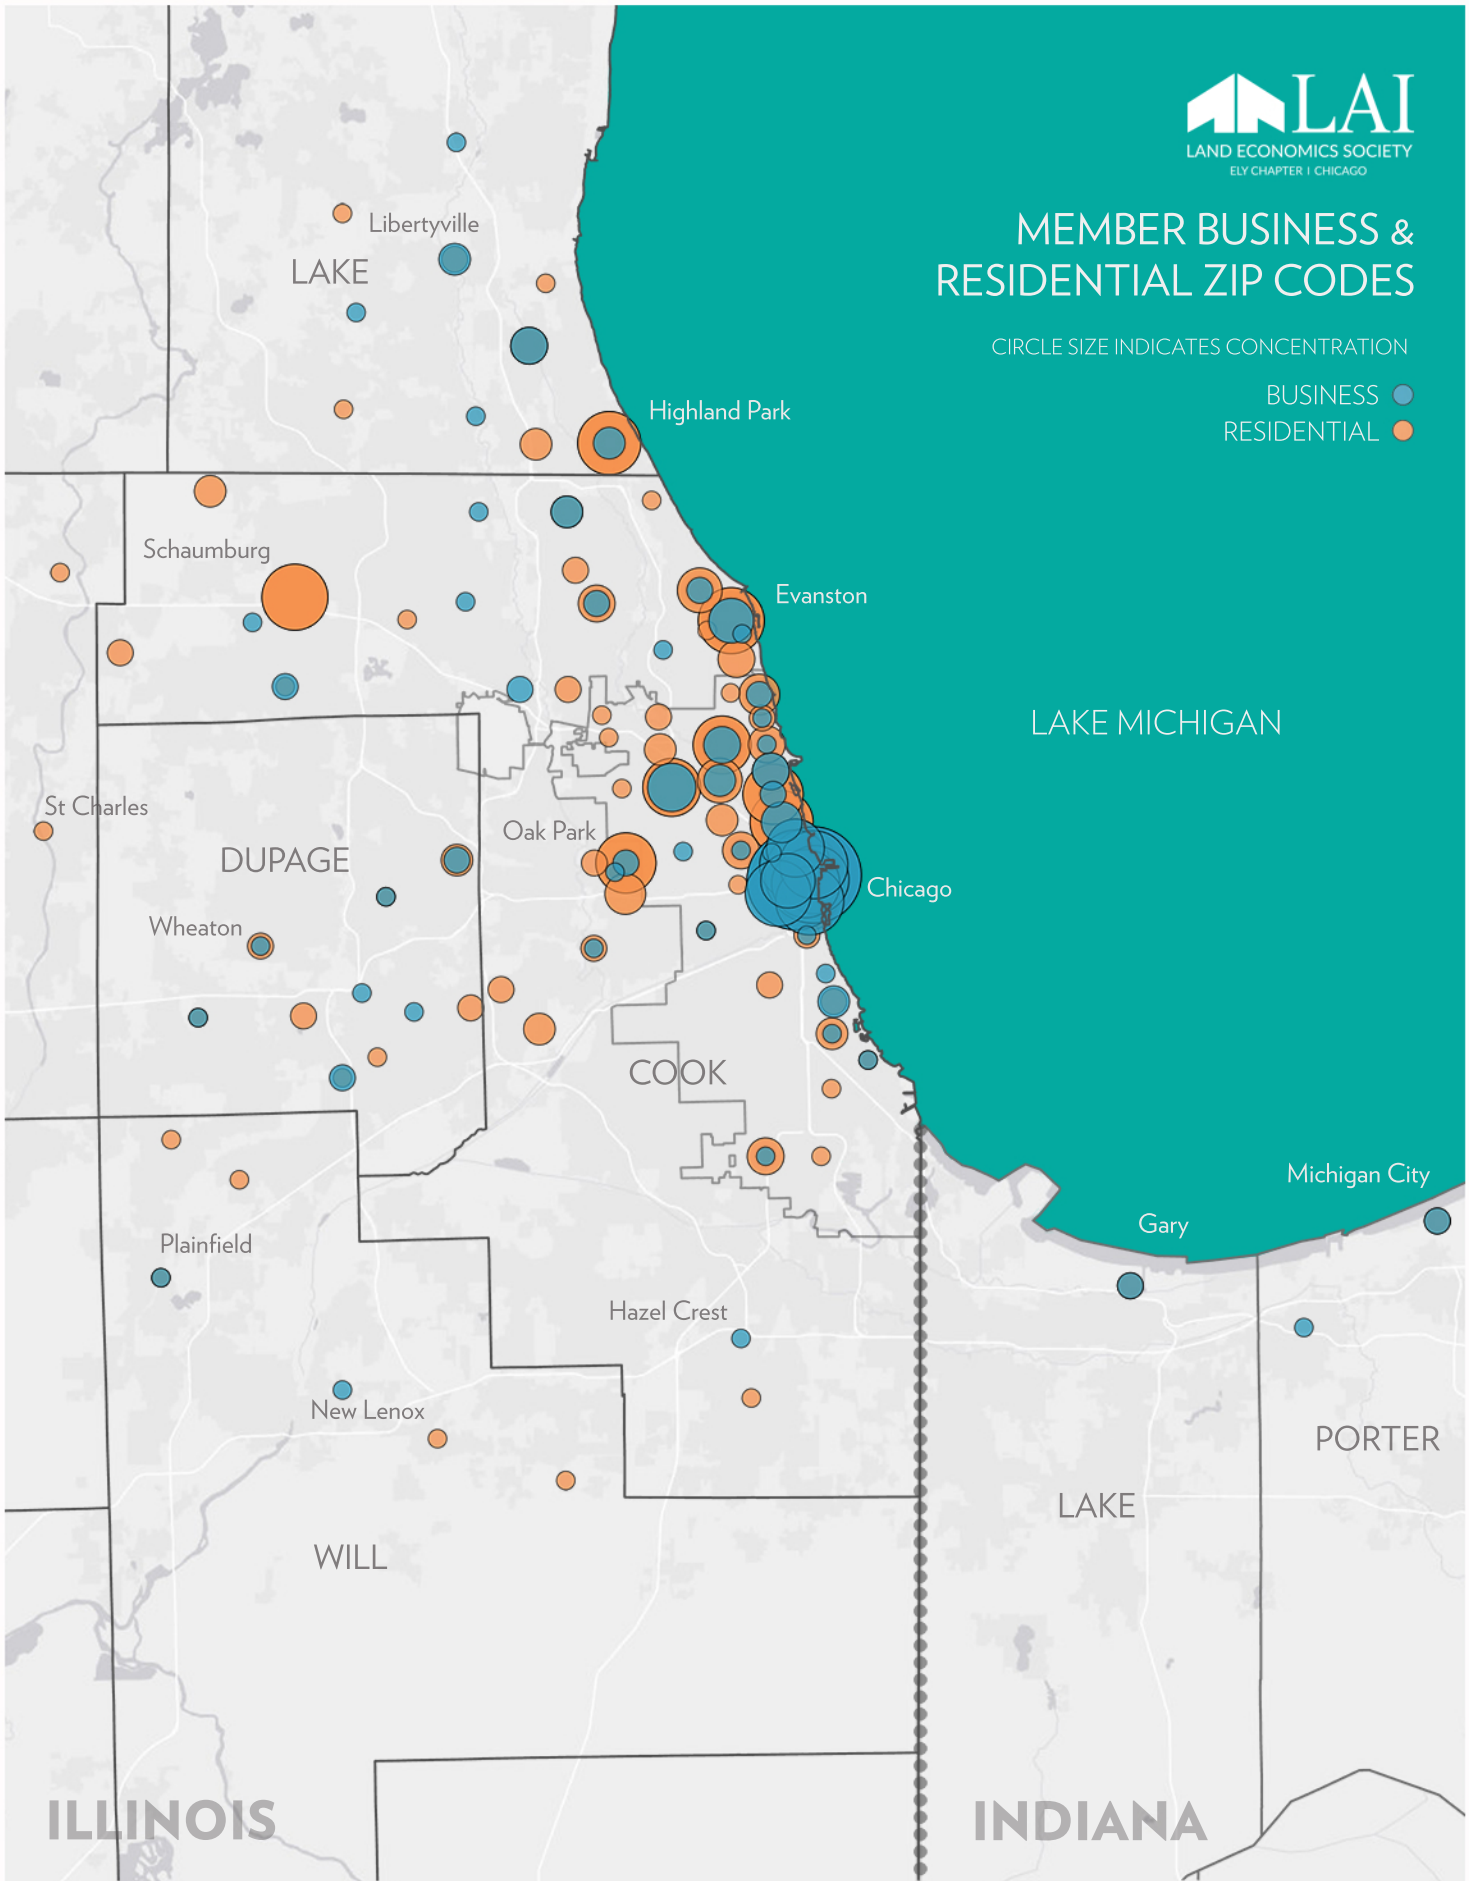 LAI
LAND ECONOMICS SOCIETY
ELY CHAPTER | CHICAGO
MEMBER BUSINESS &
RESIDENTIAL ZIP CODES
CIRCLE SIZE INDICATES CONCENTRATION
BUSINESS
RESIDENTIAL
Libertyville
LAKE
Highland Park
Schaumburg
Evanston
LAKE MICHIGAN
St Charles
Oak Park
DUPAGE
Chicago
Wheaton
COOK
Michigan City
Gary
Plainfield
Hazel Crest
New Lenox
PORTER
LAKE
WILL
ILLINOIS
INDIANA